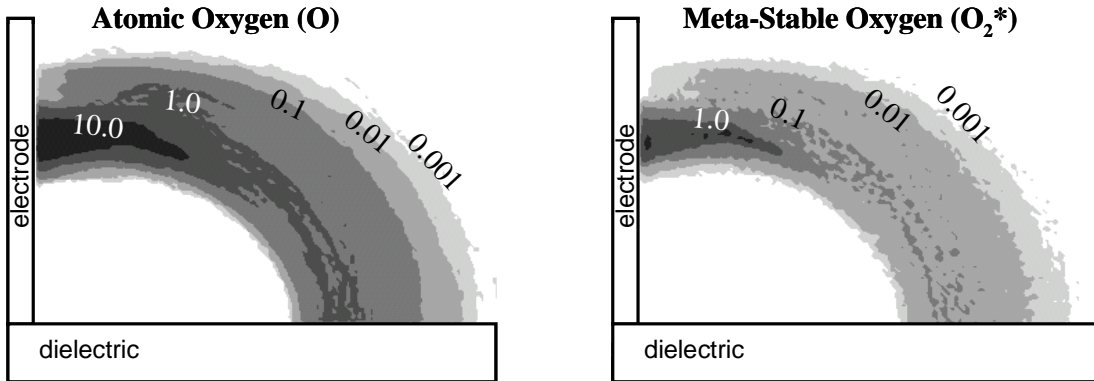 Atomic Oxygen (O)
10.0
1.0
0.1
0.01
0.001
electrode
dielectric
Meta-Stable Oxygen (O₂*)
1.0
0.1
0.01
0.001
electrode
dielectric